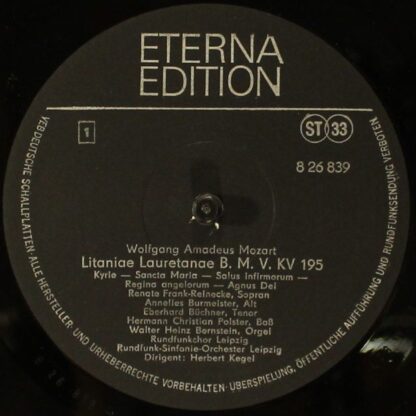 ETERNA
EDITION
1
ST 33
8 26 839
Wolfgang Amadeus Mozart
Litaniae Lauretanae B. M. V. KV 195
Kyrie — Sancta Maria — Salus infirmorum —
Regina angelorum — Agnus Dei
Renate Frank-Reinecke, Sopran
Annelies Burmeister, Alt
Eberhard Büchner, Tenor
Hermann Christian Polster, Baß
Walter Heinz Bernstein, Orgel
Rundfunkchor Leipzig
Rundfunk-Sinfonie-Orchester Leipzig
Dirigent: Herbert Kegel
VEB DEUTSCHE SCHALLPLATTEN · ALLE HERSTELLER- UND URHEBERRECHTE VORBEHALTEN · ÜBERSPIELUNG, ÖFFENTLICHE AUFFÜHRUNG UND RUNDFUNKSENDUNG VERBOTEN